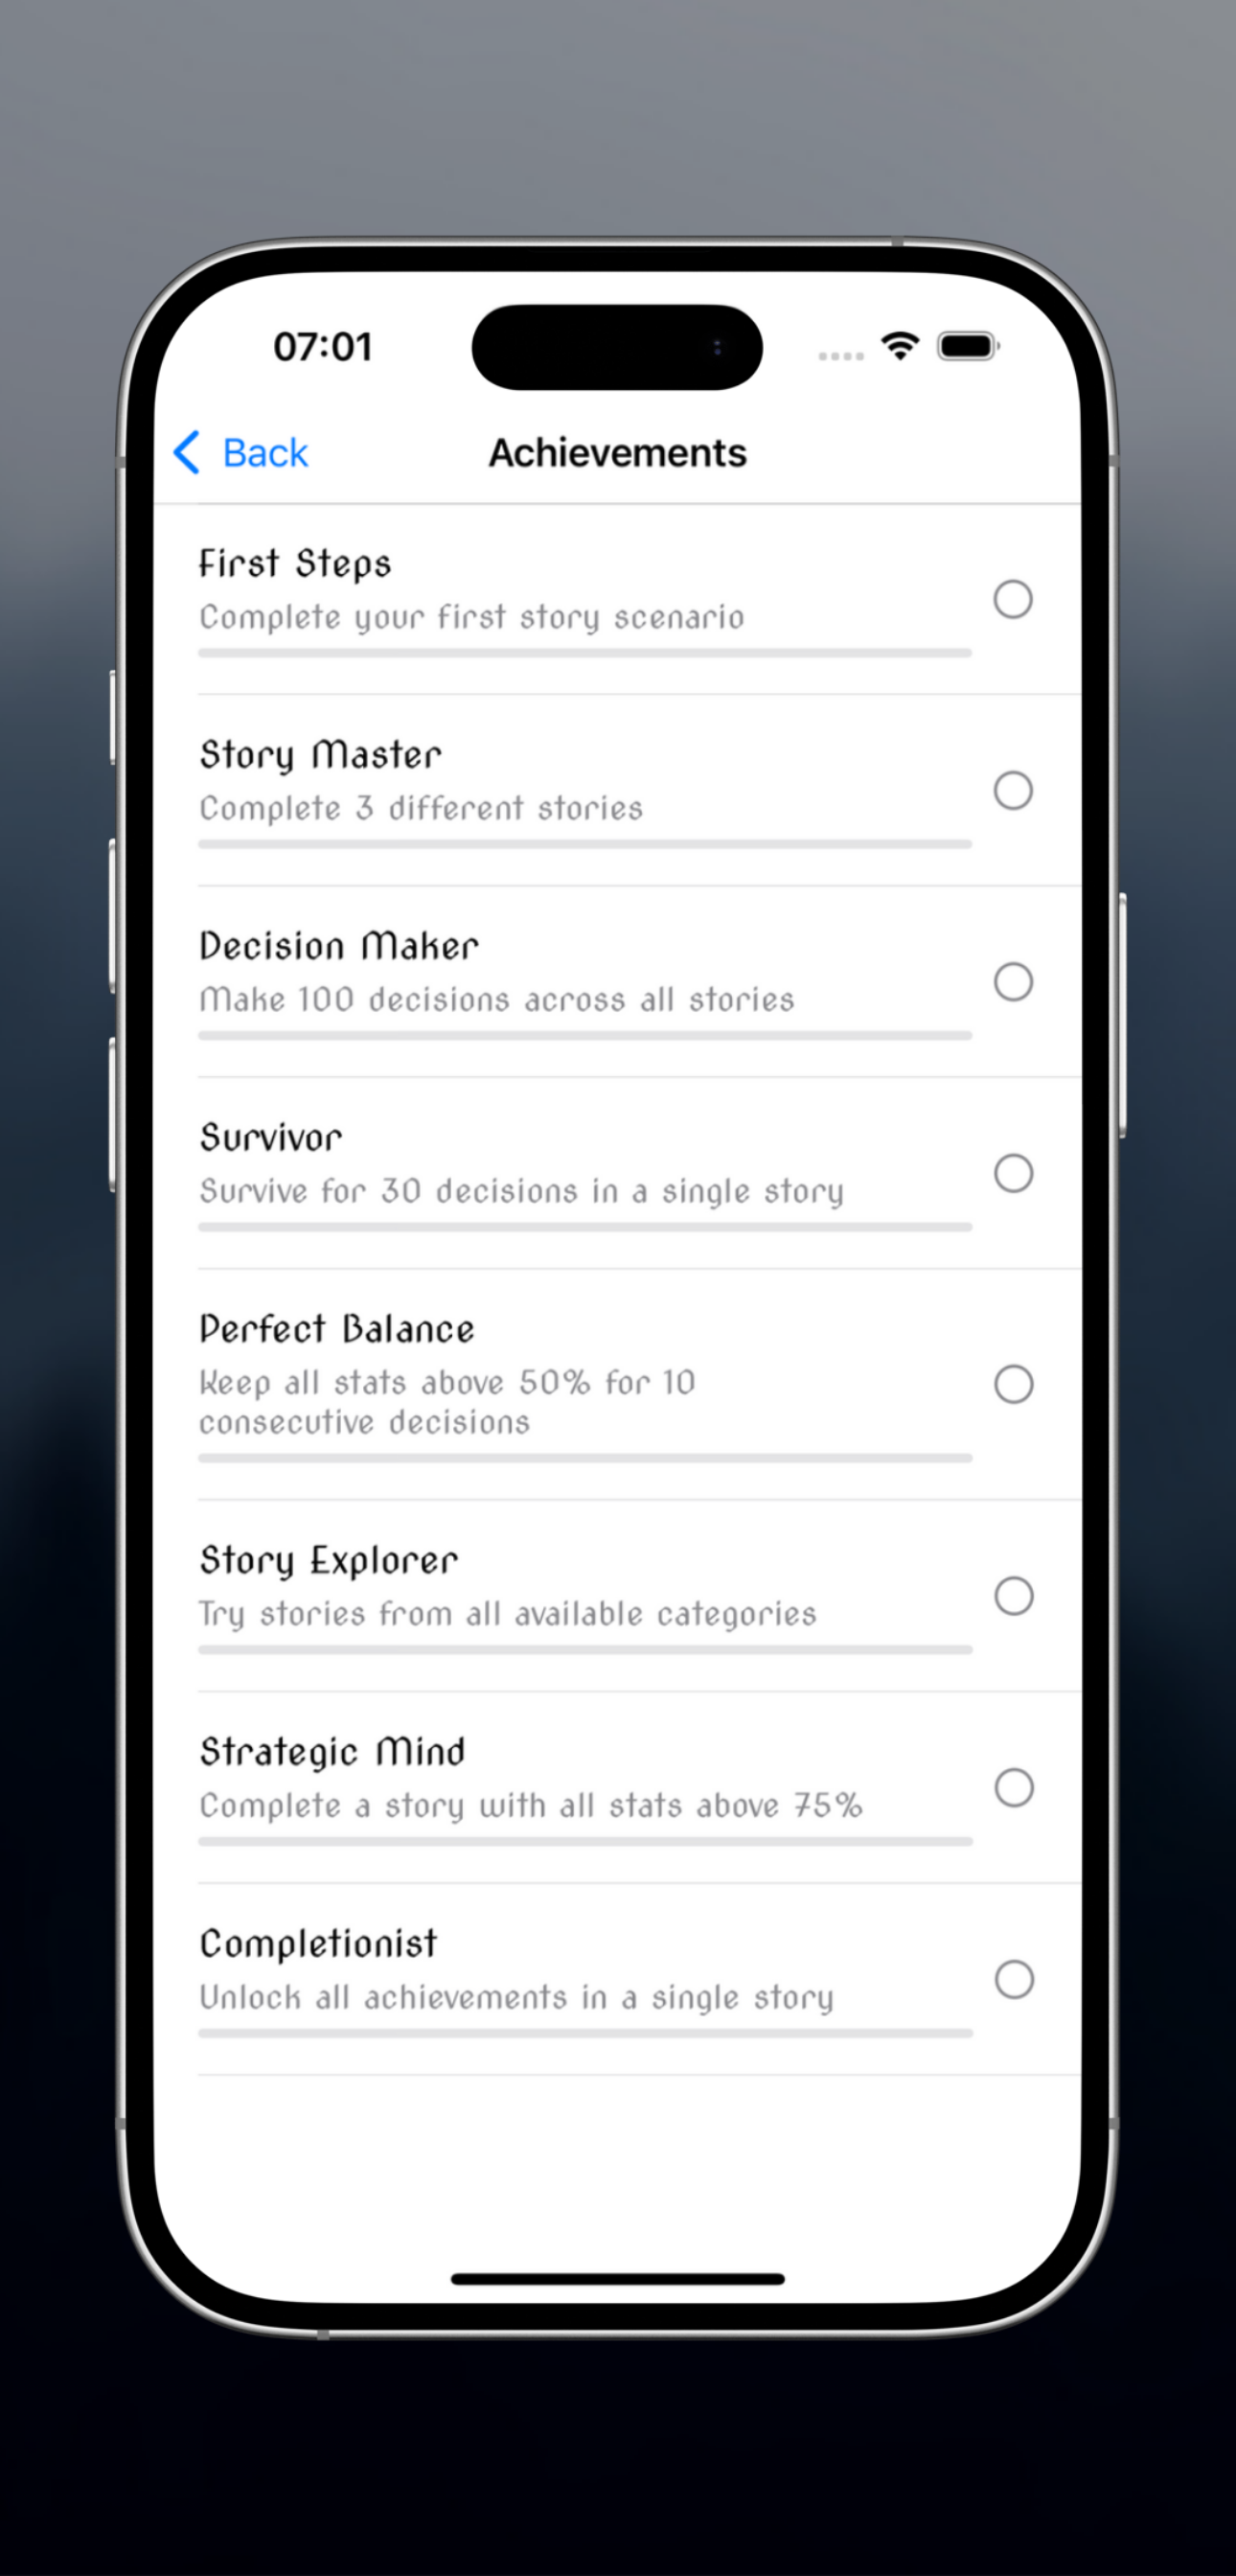 07:01
Back
Achievements
First Steps
Complete your first story scenario
Story Master
Complete 3 different stories
Decision Maker
Make 100 decisions across all stories
Survivor
Survive for 30 decisions in a single story
Perfect Balance
Keep all stats above 50% for 10
consecutive decisions
Story Explorer
Try stories from all available categories
Strategic Mind
Complete a story with all stats above 75%
Completionist
Unlock all achievements in a single story